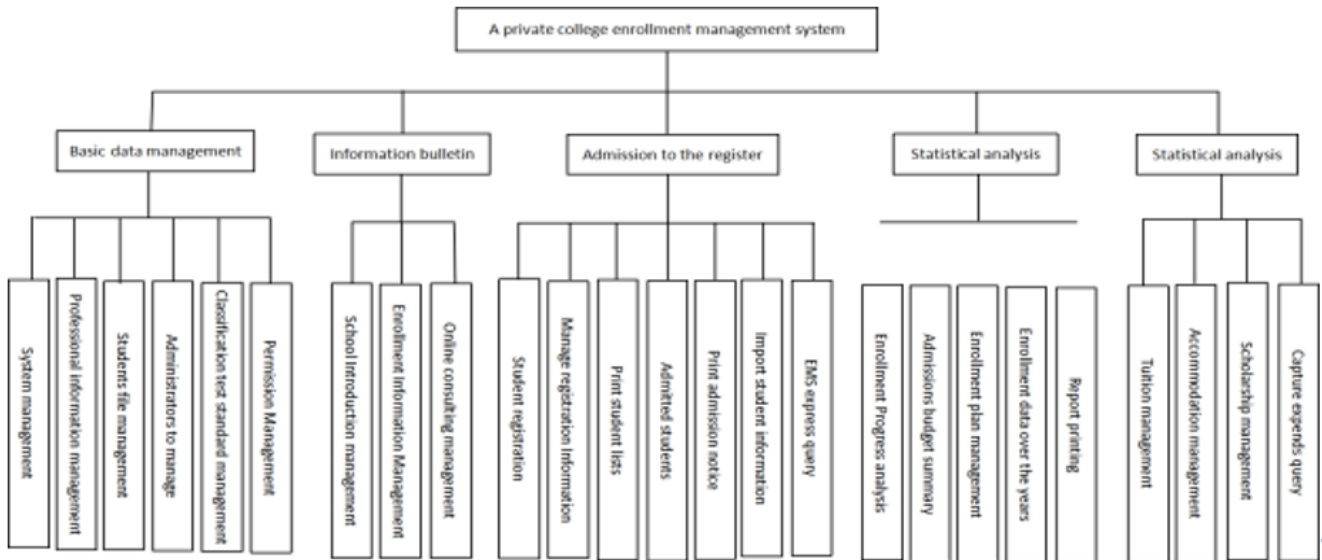 A private college enrollment management system
Basic data management
Information bulletin
Admission to the register
Statistical analysis
Statistical analysis
System management
Professional information management
Students file management
Administrators to manage
Classification test standard management
Permission Management
School Introduction management
Enrollment Information Management
Online consulting management
Student registration
Manage registration Information
Print student lists
Admitted students
Print admission notice
Import student information
EMS express query
Enrollment Progress analysis
Admissions budget summary
Enrollment plan management
Enrollment data over the years
Report printing
Tuition management
Accommodation management
Scholarship management
Capture expends query